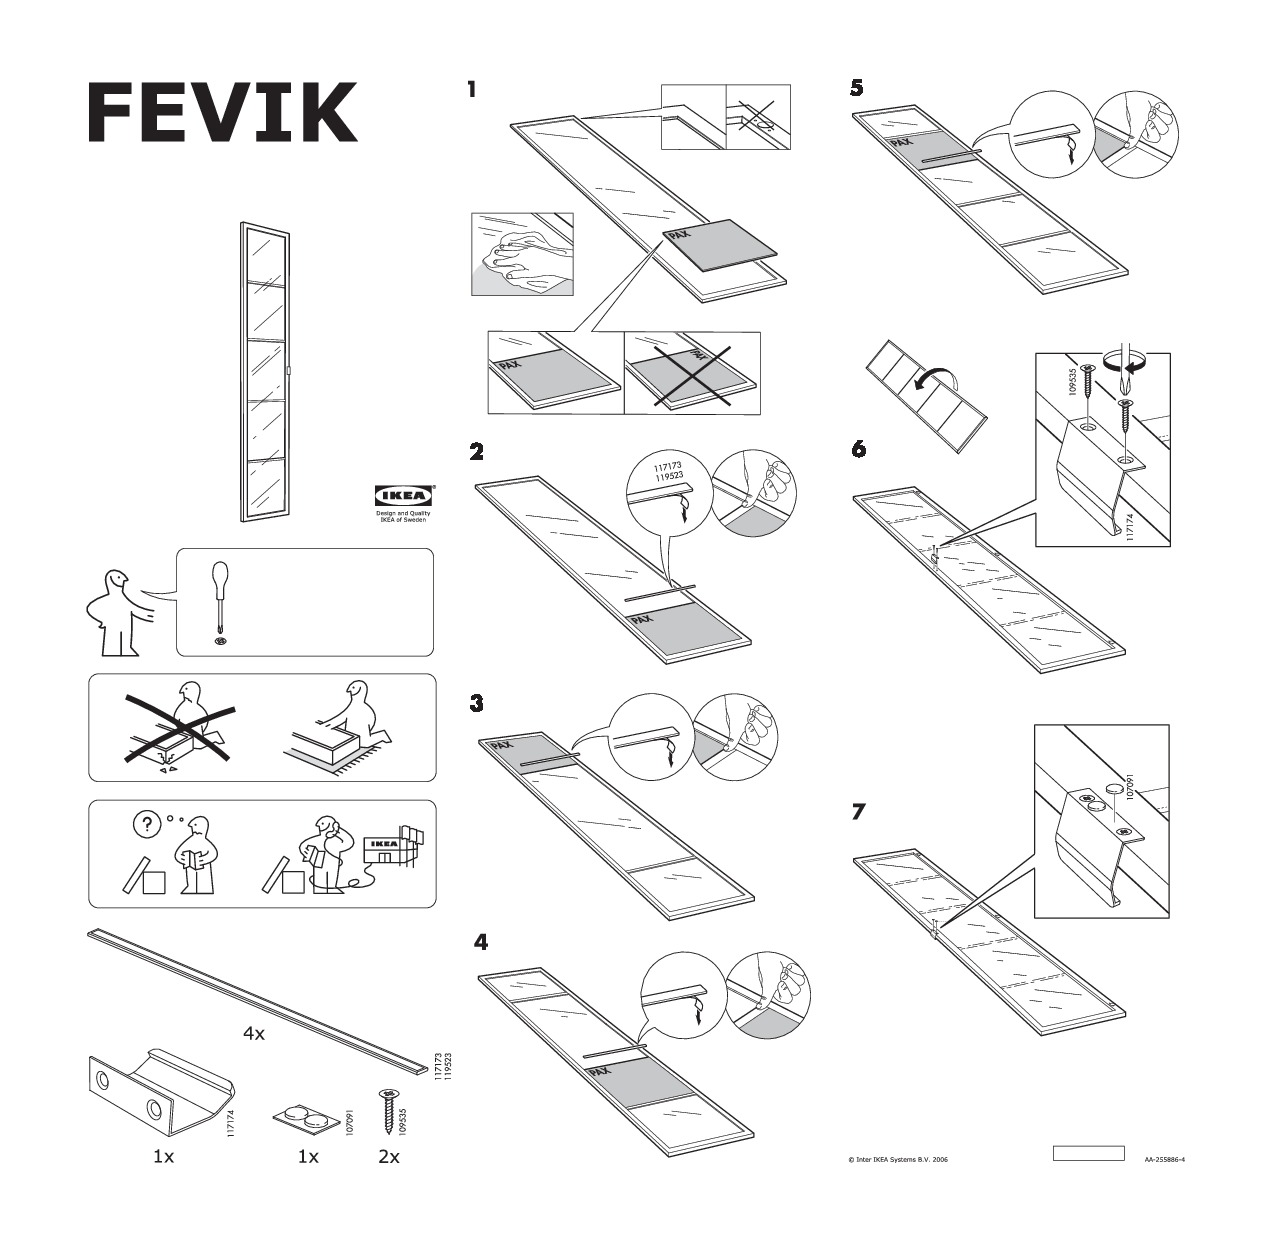 FEVIK
IKEA®
Design and Quality
IKEA of Sweden
?
IKEA
4x
117173
119523
117174
1x
107091
1x
109535
2x
1
PAX
PAX
PAX
2
117173
119523
PAX
3
PAX
4
PAX
5
PAX
6
109535
117174
7
107091
© Inter IKEA Systems B.V. 2006
AA-255886-4